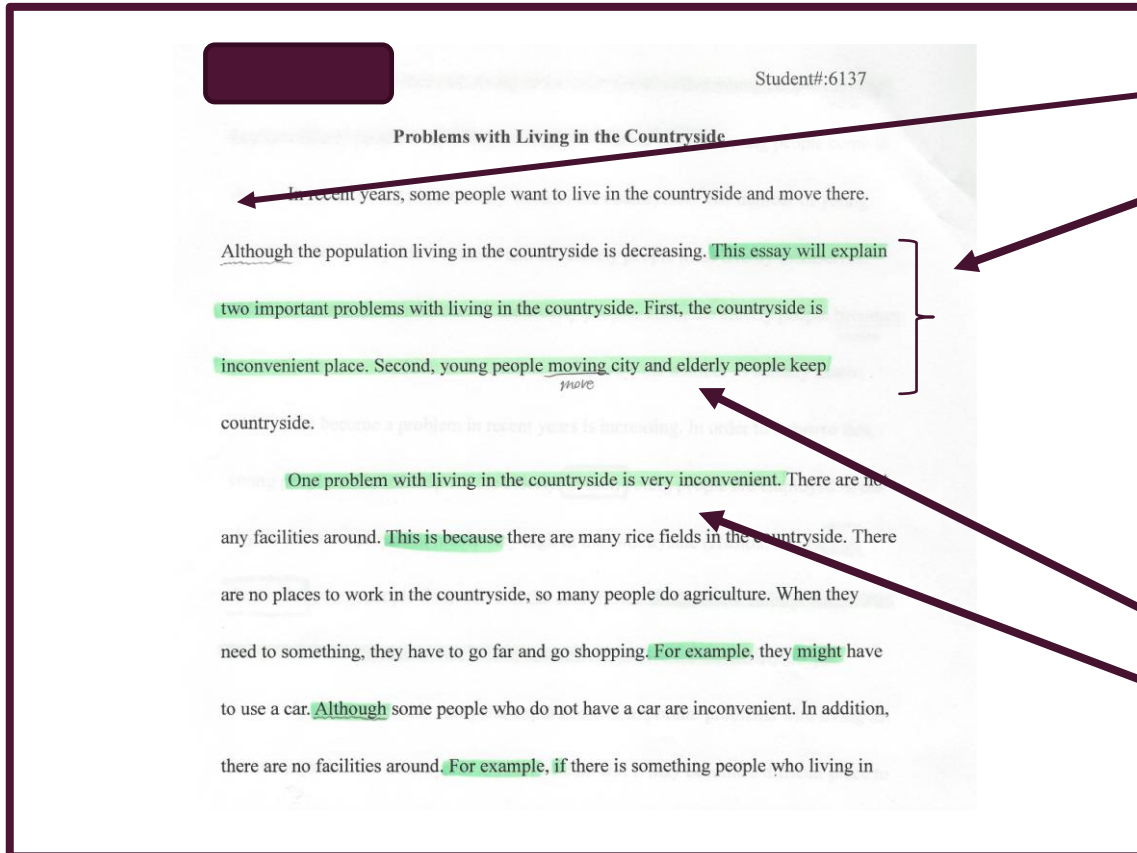 Student#:6137
Problems with Living in the Countryside
In recent years, some people want to live in the countryside and move there.
Although the population living in the countryside is decreasing. This essay will explain
two important problems with living in the countryside. First, the countryside is
inconvenient place. Second, young people moving city and elderly people keep
move
countryside.
One problem with living in the countryside is very inconvenient. There are not
any facilities around. This is because there are many rice fields in the countryside. There
are no places to work in the countryside, so many people do agriculture. When they
need to something, they have to go far and go shopping. For example, they might have
to use a car. Although some people who do not have a car are inconvenient. In addition,
there are no facilities around. For example, if there is something people who living in